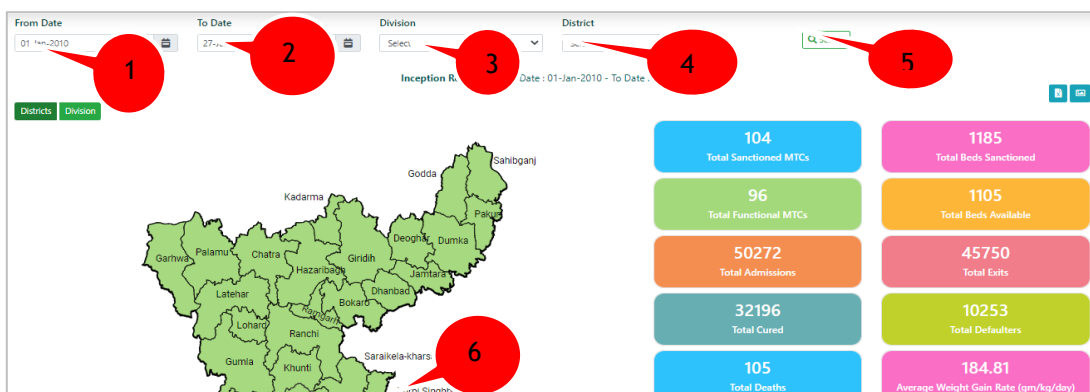 From Date To Date Division District
-2010 27- Select
1 2 3 4 5
Inception Date : 01-Jan-2010 - To Date :
Districts Division
104
Total Sanctioned MTCs
1185
Total Beds Sanctioned
96
Total Functional MTCs
1105
Total Beds Available
50272
Total Admissions
45750
Total Exits
32196
Total Cured
10253
Total Defaulters
105
Total Deaths
184.81
Average Weight Gain Rate (gm/kg/day)
Sahibganj
Godda
Kadarma
Pakur
Deoghar Dumka
Garhwa Palamu Chatra Giridih
Hazaribagh Jamtara
Latehar Bokaro Dhanbad
Ramgarh
Ranchi
Gumla Khunti
Saraikela-khars
6